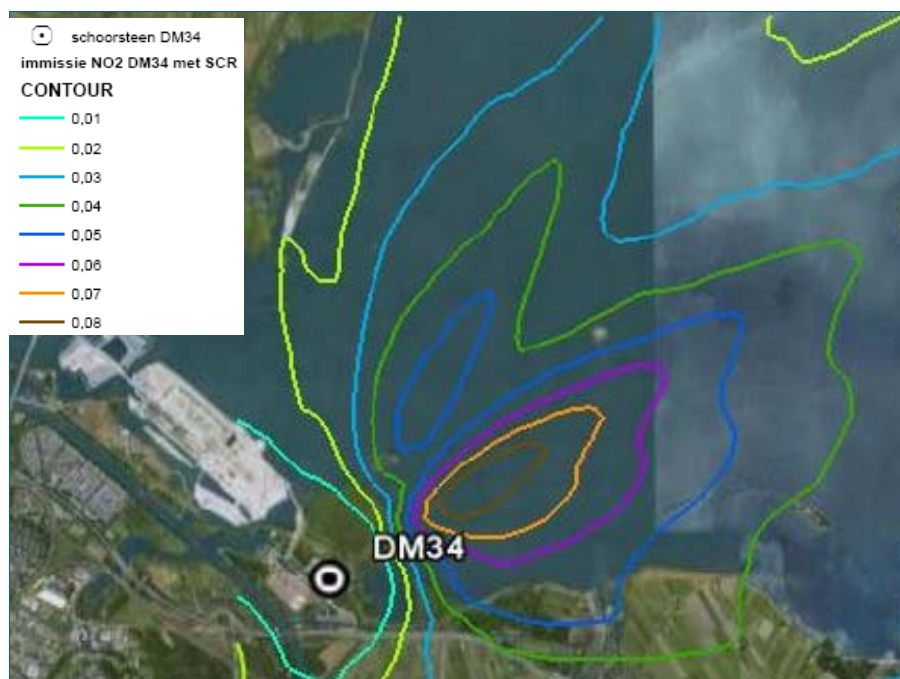 schoorsteen DM34
immissie NO2 DM34 met SCR
CONTOUR
0,01
0,02
0,03
0,04
0,05
0,06
0,07
0,08
DM34